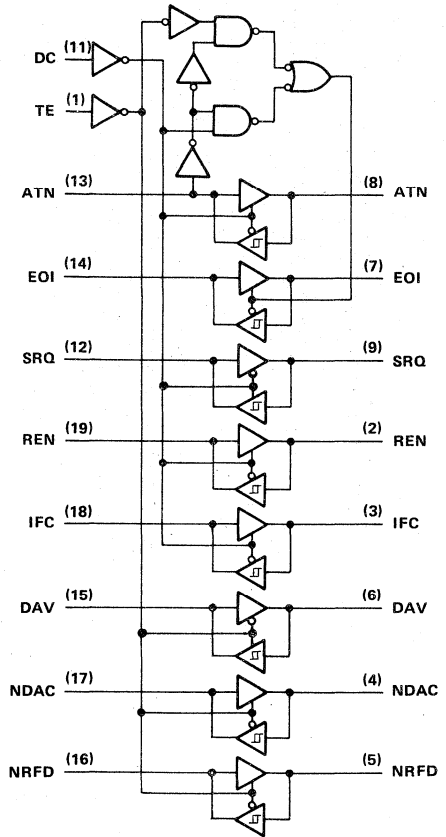 DC (11)
TE (1)
ATN (13) (8) ATN
EOI (14) (7) EOI
SRQ (12) (9) SRQ
REN (19) (2) REN
IFC (18) (3) IFC
DAV (15) (6) DAV
NDAC (17) (4) NDAC
NRFD (16) (5) NRFD